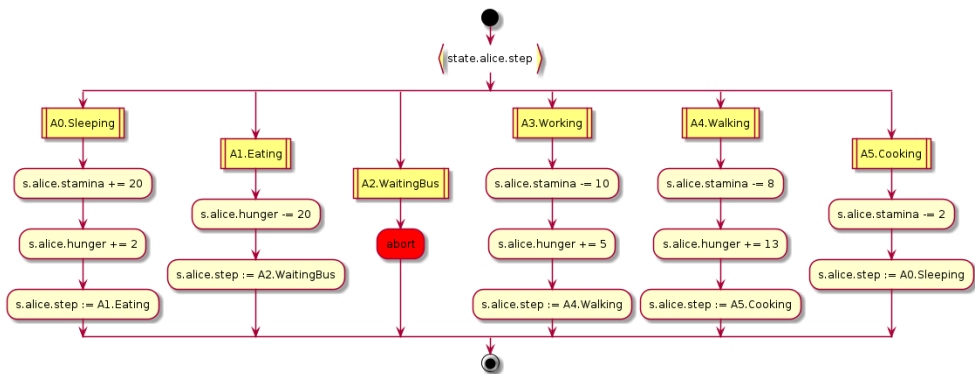 state.alice.step
A0.Sleeping
s.alice.stamina += 20
s.alice.hunger += 2
s.alice.step := A1.Eating
A1.Eating
s.alice.hunger -= 20
s.alice.step := A2.WaitingBus
A2.WaitingBus
abort
A3.Working
s.alice.stamina -= 10
s.alice.hunger += 5
s.alice.step := A4.Walking
A4.Walking
s.alice.stamina -= 8
s.alice.hunger += 13
s.alice.step := A5.Cooking
A5.Cooking
s.alice.stamina -= 2
s.alice.step := A0.Sleeping